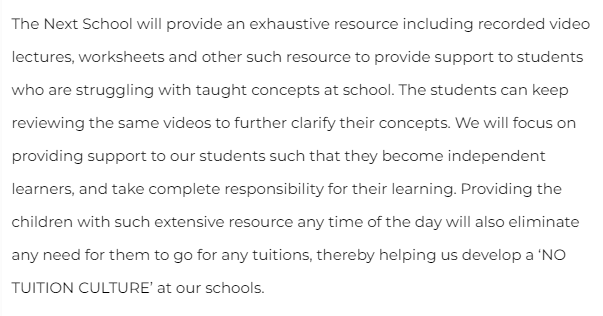 The Next School will provide an exhaustive resource including recorded video
lectures, worksheets and other such resource to provide support to students
who are struggling with taught concepts at school. The students can keep
reviewing the same videos to further clarify their concepts. We will focus on
providing support to our students such that they become independent
learners, and take complete responsibility for their learning. Providing the
children with such extensive resource any time of the day will also eliminate
any need for them to go for any tuitions, thereby helping us develop a ‘NO
TUITION CULTURE’ at our schools.